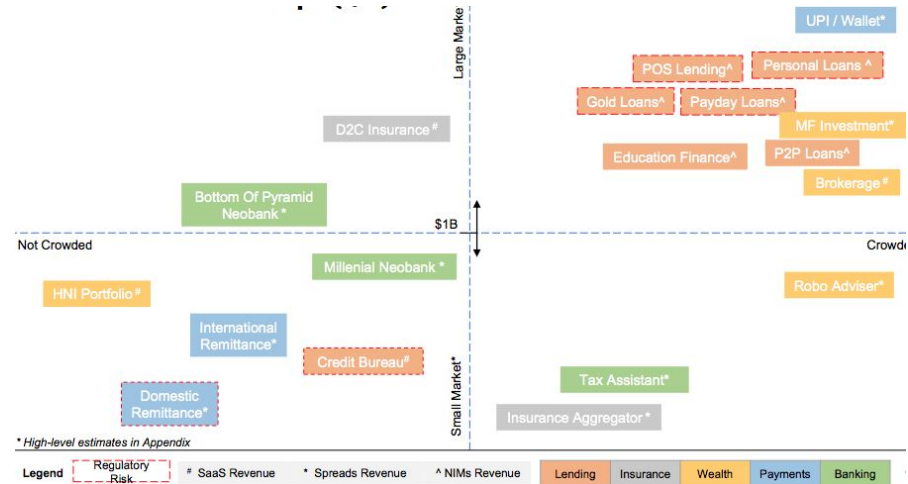 Large Market
UPI / Wallet*
POS Lending^
Personal Loans ^
Gold Loans^
Payday Loans^
D2C Insurance #
MF Investment*
Education Finance^
P2P Loans^
Brokerage #
Bottom Of Pyramid
Neobank *
$1B
Not Crowded
Crowde
Millenial Neobank *
HNI Portfolio #
Robo Adviser*
International
Remittance*
Credit Bureau#
Small Market*
Tax Assistant*
Domestic
Remittance*
Insurance Aggregator *
* High-level estimates in Appendix
Legend
Regulatory
Risk
# SaaS Revenue
* Spreads Revenue
^ NIMs Revenue
Lending
Insurance
Wealth
Payments
Banking